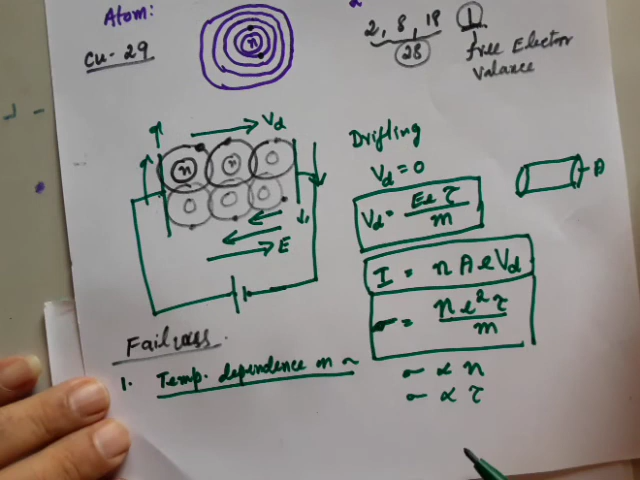 Atom:
Cu- 29
n
2, 8, 18 1
28
free Electron
Valance
Vd
n n
E
Drifting
Vd = 0
Vd = Eeτ/m
A
I = n A e Vd
σ = ne²τ/m
Failures.
1. Temp. dependence on σ
σ ∝ n
σ ∝ τ